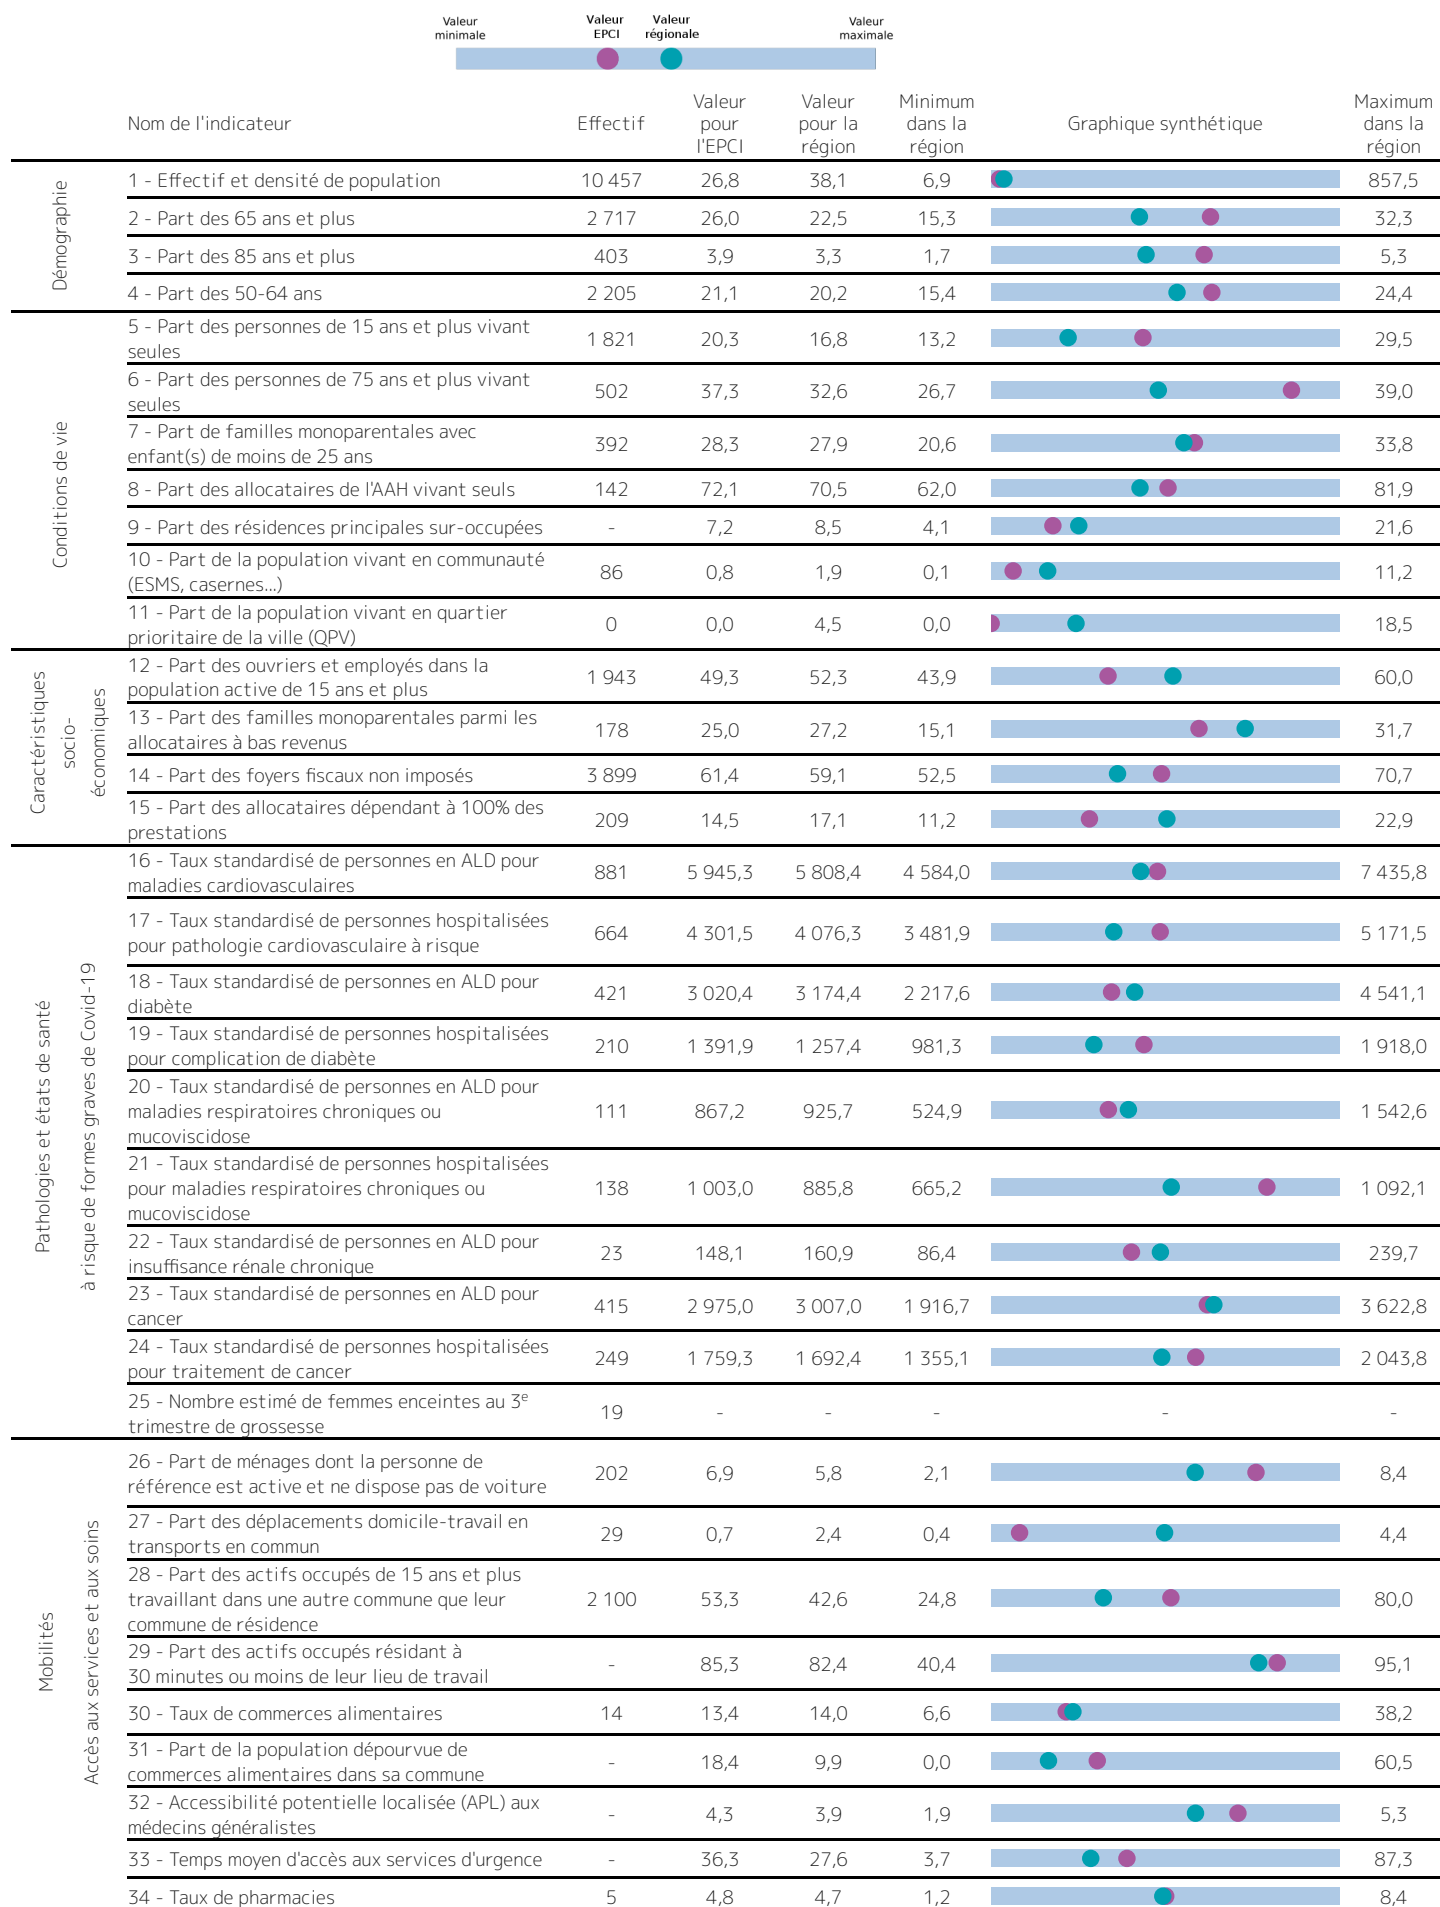 Valeur minimale
Valeur EPCI
Valeur régionale
Valeur maximale
Nom de l'indicateur
Effectif
Valeur pour l'EPCI
Valeur pour la région
Minimum dans la région
Graphique synthétique
Maximum dans la région
Démographie
1 - Effectif et densité de population 10 457 26,8 38,1 6,9 857,5
2 - Part des 65 ans et plus 2 717 26,0 22,5 15,3 32,3
3 - Part des 85 ans et plus 403 3,9 3,3 1,7 5,3
4 - Part des 50-64 ans 2 205 21,1 20,2 15,4 24,4
Conditions de vie
5 - Part des personnes de 15 ans et plus vivant
seules 1 821 20,3 16,8 13,2 29,5
6 - Part des personnes de 75 ans et plus vivant
seules 502 37,3 32,6 26,7 39,0
7 - Part de familles monoparentales avec
enfant(s) de moins de 25 ans 392 28,3 27,9 20,6 33,8
8 - Part des allocataires de l'AAH vivant seuls 142 72,1 70,5 62,0 81,9
9 - Part des résidences principales sur-occupées - 7,2 8,5 4,1 21,6
10 - Part de la population vivant en communauté
(ESMS, casernes...) 86 0,8 1,9 0,1 11,2
11 - Part de la population vivant en quartier
prioritaire de la ville (QPV) 0 0,0 4,5 0,0 18,5
Caractéristiques
socio-
économiques
12 - Part des ouvriers et employés dans la
population active de 15 ans et plus 1 943 49,3 52,3 43,9 60,0
13 - Part des familles monoparentales parmi les
allocataires à bas revenus 178 25,0 27,2 15,1 31,7
14 - Part des foyers fiscaux non imposés 3 899 61,4 59,1 52,5 70,7
15 - Part des allocataires dépendant à 100% des
prestations 209 14,5 17,1 11,2 22,9
Pathologies et états de santé
à risque de formes graves de Covid-19
16 - Taux standardisé de personnes en ALD pour
maladies cardiovasculaires 881 5 945,3 5 808,4 4 584,0 7 435,8
17 - Taux standardisé de personnes hospitalisées
pour pathologie cardiovasculaire à risque 664 4 301,5 4 076,3 3 481,9 5 171,5
18 - Taux standardisé de personnes en ALD pour
diabète 421 3 020,4 3 174,4 2 217,6 4 541,1
19 - Taux standardisé de personnes hospitalisées
pour complication de diabète 210 1 391,9 1 257,4 981,3 1 918,0
20 - Taux standardisé de personnes en ALD pour
maladies respiratoires chroniques ou
mucoviscidose 111 867,2 925,7 524,9 1 542,6
21 - Taux standardisé de personnes hospitalisées
pour maladies respiratoires chroniques ou
mucoviscidose 138 1 003,0 885,8 665,2 1 092,1
22 - Taux standardisé de personnes en ALD pour
insuffisance rénale chronique 23 148,1 160,9 86,4 239,7
23 - Taux standardisé de personnes en ALD pour
cancer 415 2 975,0 3 007,0 1 916,7 3 622,8
24 - Taux standardisé de personnes hospitalisées
pour traitement de cancer 249 1 759,3 1 692,4 1 355,1 2 043,8
25 - Nombre estimé de femmes enceintes au 3e
trimestre de grossesse 19 - - - - -
Mobilités
Accès aux services et aux soins
26 - Part de ménages dont la personne de
référence est active et ne dispose pas de voiture 202 6,9 5,8 2,1 8,4
27 - Part des déplacements domicile-travail en
transports en commun 29 0,7 2,4 0,4 4,4
28 - Part des actifs occupés de 15 ans et plus
travaillant dans une autre commune que leur
commune de résidence 2 100 53,3 42,6 24,8 80,0
29 - Part des actifs occupés résidant à
30 minutes ou moins de leur lieu de travail - 85,3 82,4 40,4 95,1
30 - Taux de commerces alimentaires 14 13,4 14,0 6,6 38,2
31 - Part de la population dépourvue de
commerces alimentaires dans sa commune - 18,4 9,9 0,0 60,5
32 - Accessibilité potentielle localisée (APL) aux
médecins généralistes - 4,3 3,9 1,9 5,3
33 - Temps moyen d'accès aux services d'urgence - 36,3 27,6 3,7 87,3
34 - Taux de pharmacies 5 4,8 4,7 1,2 8,4